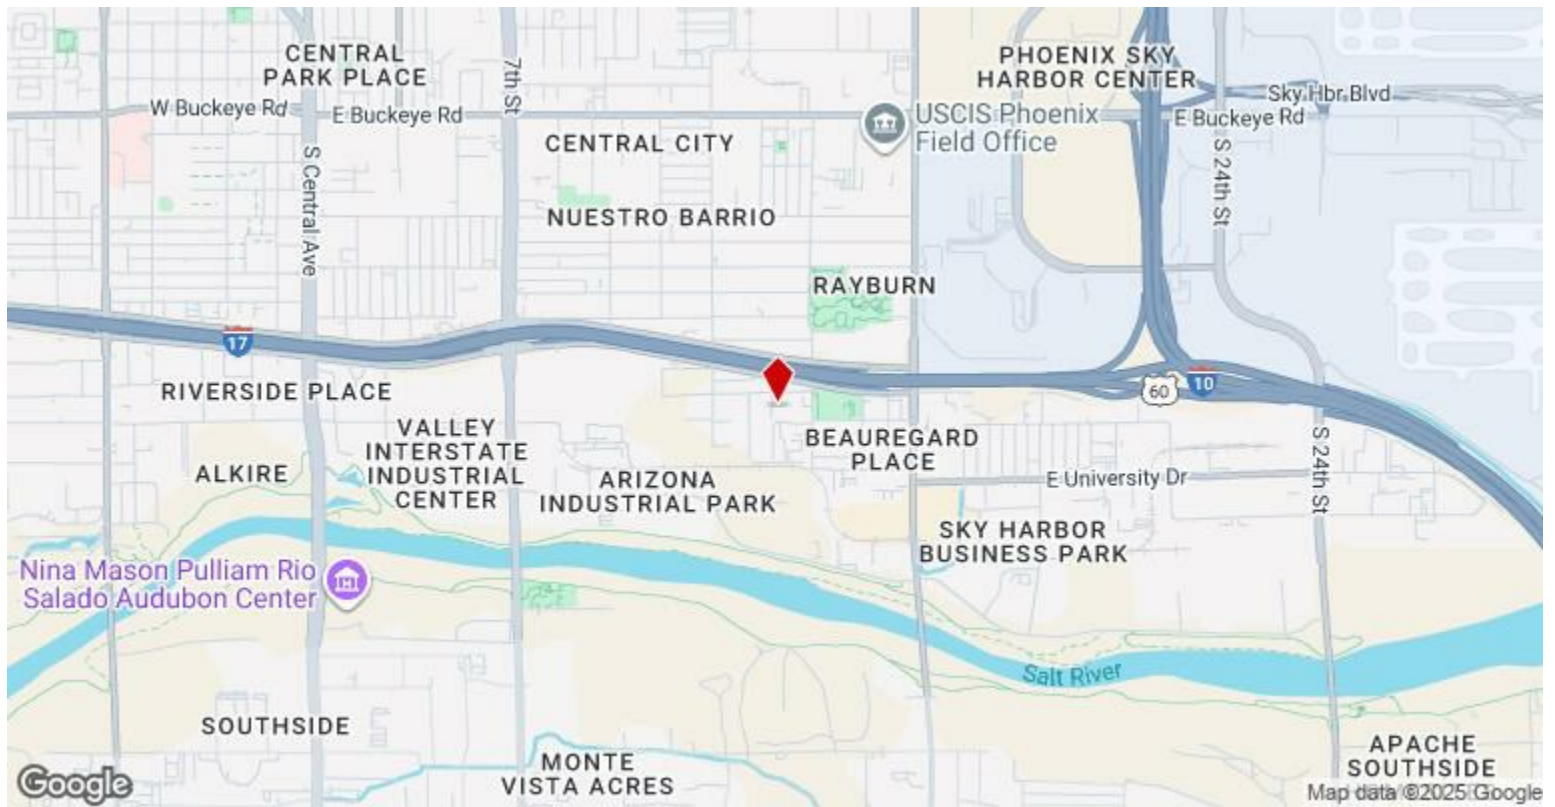 CENTRAL
PARK PLACE
7th St
PHOENIX SKY
HARBOR CENTER
Sky Hbr Blvd
W Buckeye Rd
E Buckeye Rd
USCIS Phoenix
Field Office
E Buckeye Rd
CENTRAL CITY
S Central Ave
S 24th St
NUESTRO BARRIO
RAYBURN
17
10
60
RIVERSIDE PLACE
VALLEY
INTERSTATE
INDUSTRIAL
CENTER
BEAUREGARD
PLACE
S 24th St
ALKIRE
ARIZONA
INDUSTRIAL PARK
E University Dr
SKY HARBOR
BUSINESS PARK
Nina Mason Pulliam Rio
Salado Audubon Center
Salt River
SOUTHSIDE
MONTE
VISTA ACRES
APACHE
SOUTHSIDE
Google
Map data ©2025 Google